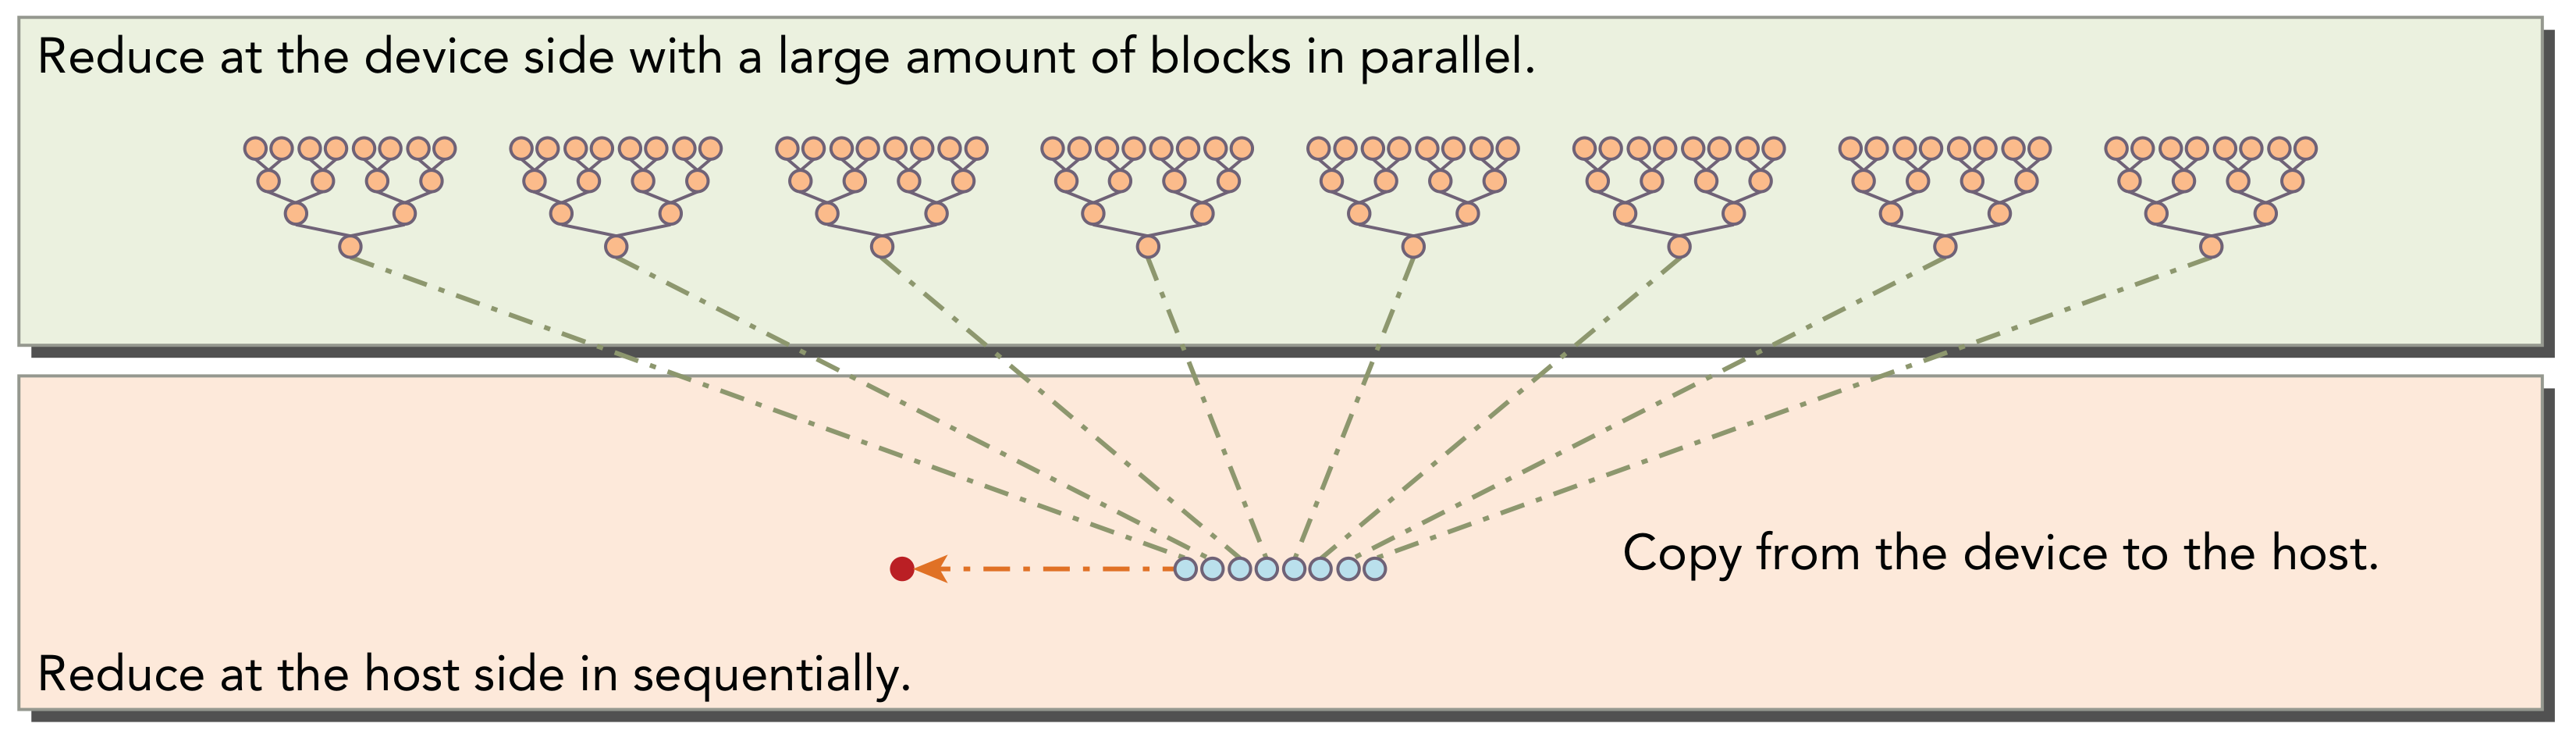 Reduce at the device side with a large amount of blocks in parallel.
Copy from the device to the host.
Reduce at the host side in sequentially.